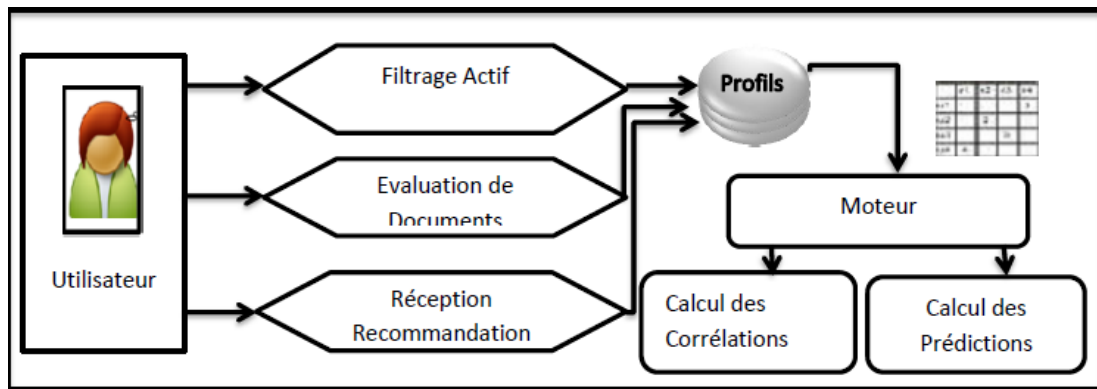 Filtrage Actif
Profils
Evaluation de
Documents
Moteur
Utilisateur
Réception
Recommandation
Calcul des
Corrélations
Calcul des
Prédictions